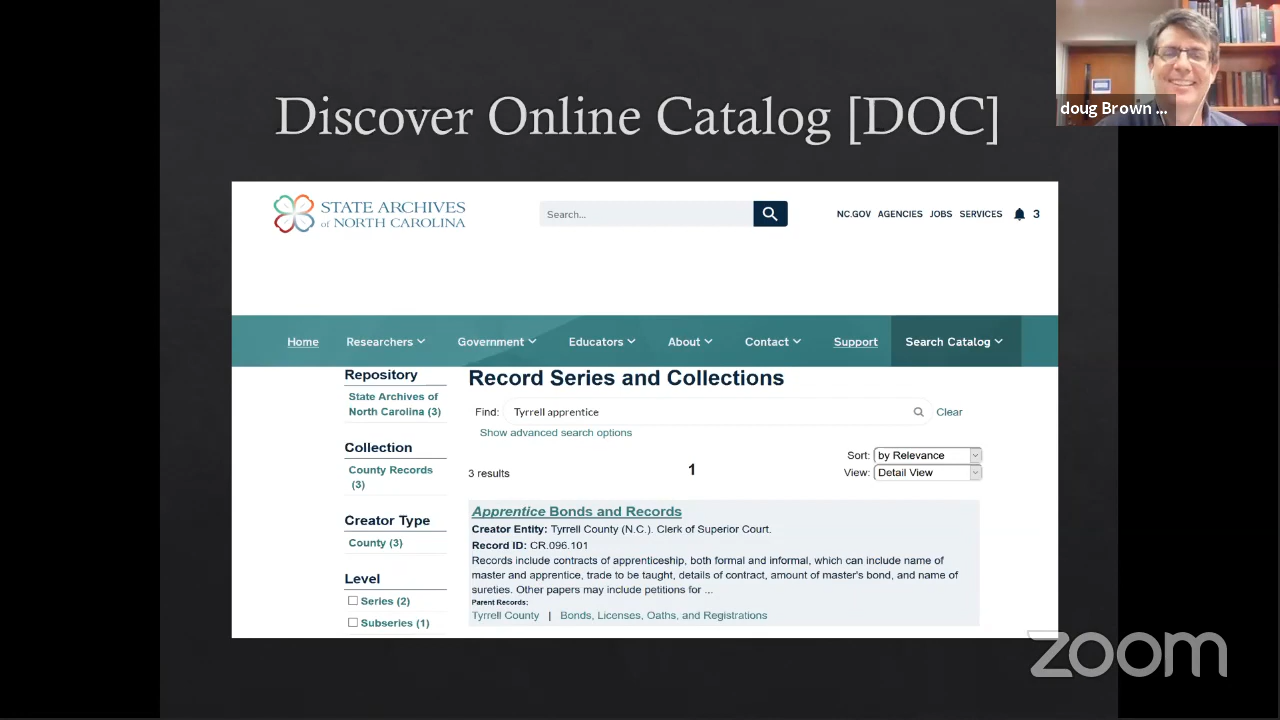 Discover Online Catalog [DOC]
doug Brown ...
STATE ARCHIVES
of NORTH CAROLINA
Search...
NC.GOV AGENCIES JOBS SERVICES 3
Home Researchers Government Educators About Contact Support Search Catalog
Repository
State Archives of
North Carolina (3)
Collection
County Records
(3)
Creator Type
County (3)
Level
Series (2)
Subseries (1)
Record Series and Collections
Find: Tyrrell apprentice Clear
Show advanced search options
Sort: by Relevance
3 results 1 View: Detail View
Apprentice Bonds and Records
Creator Entity: Tyrrell County (N.C.). Clerk of Superior Court.
Record ID: CR.096.101
Records include contracts of apprenticeship, both formal and informal, which can include name of
master and apprentice, trade to be taught, details of contract, amount of master's bond, and name of
sureties. Other papers may include petitions for ...
Parent Records:
Tyrrell County | Bonds, Licenses, Oaths, and Registrations
zoom